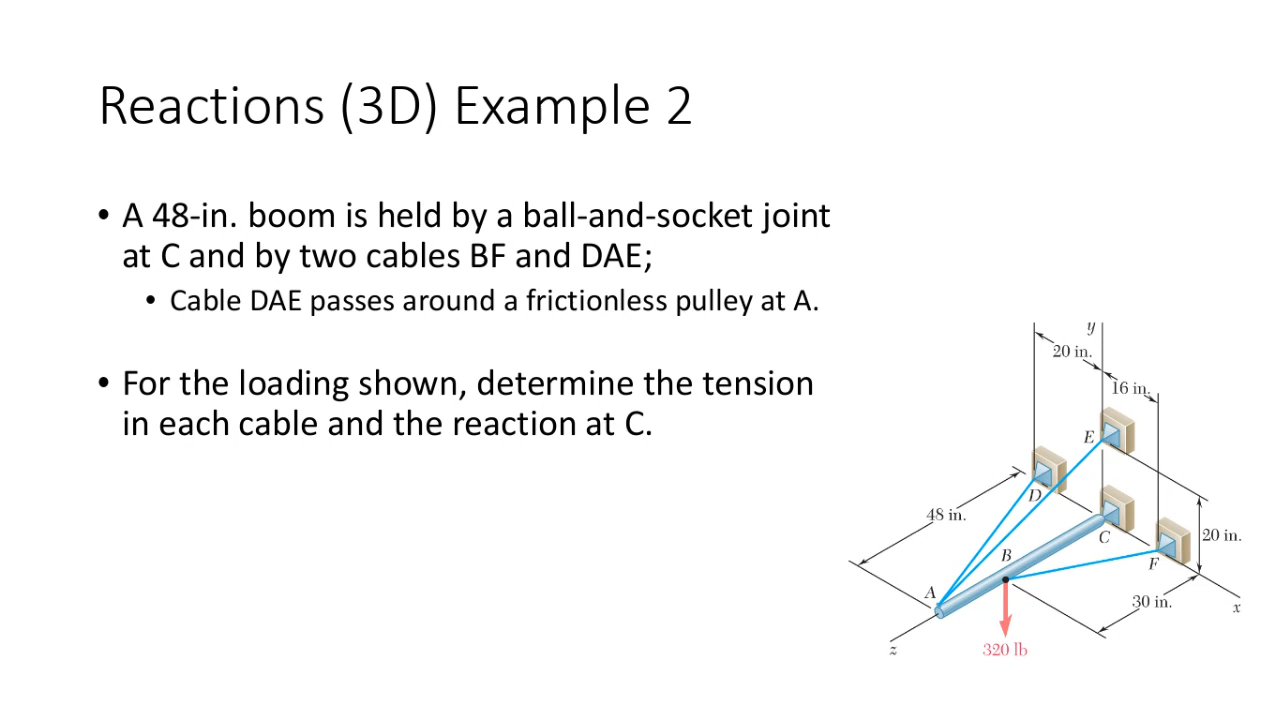 Reactions (3D) Example 2
• A 48-in. boom is held by a ball-and-socket joint
at C and by two cables BF and DAE;
• Cable DAE passes around a frictionless pulley at A.
• For the loading shown, determine the tension
in each cable and the reaction at C.
y
20 in.
16 in.
E
D
48 in.
C
20 in.
B
F
A
30 in.
x
z
320 lb